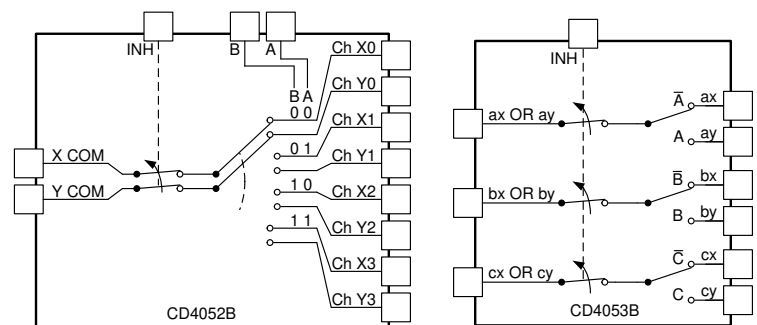 INH
B A
Ch X0
B A
Ch Y0
0 0
Ch X1
0 1
X COM
Ch Y1
Y COM
1 0
Ch X2
Ch Y2
1 1
Ch X3
Ch Y3
CD4052B
INH
A̅ ax
ax OR ay
A ay
B̅ bx
bx OR by
B by
C̅ cx
cx OR cy
C cy
CD4053B